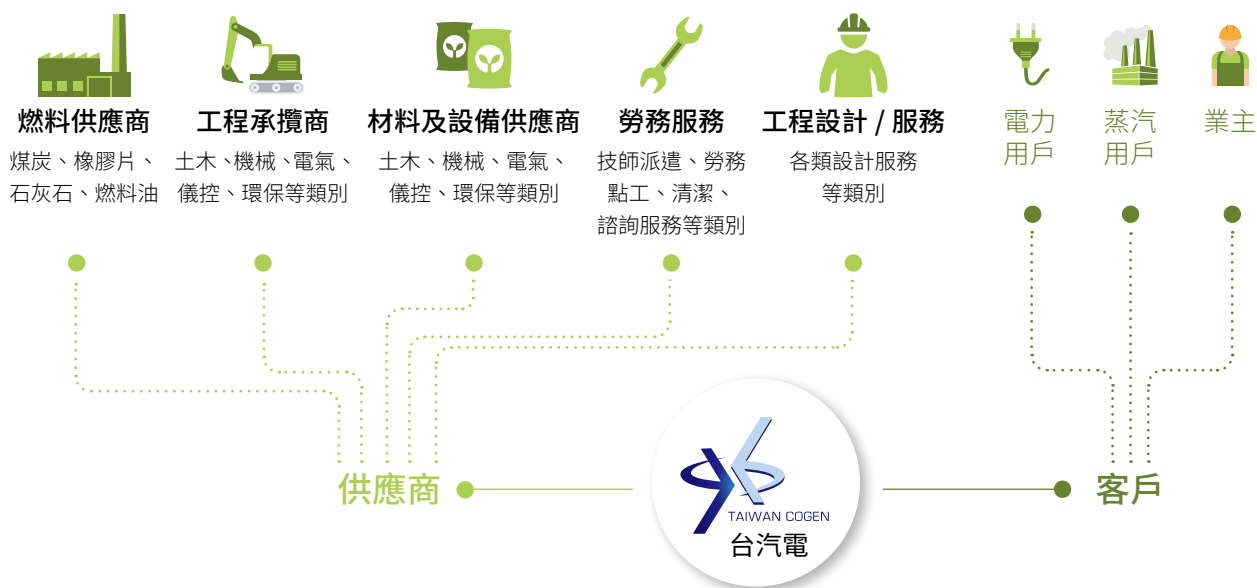 燃料供應商
煤炭、橡膠片、
石灰石、燃料油
工程承攬商
土木、機械、電氣、
儀控、環保等類別
材料及設備供應商
土木、機械、電氣、
儀控、環保等類別
勞務服務
技師派遣、勞務
點工、清潔、
諮詢服務等類別
工程設計 / 服務
各類設計服務
等類別
電力
用戶
蒸汽
用戶
業主
供應商
TAIWAN COGEN
台汽電
客戶